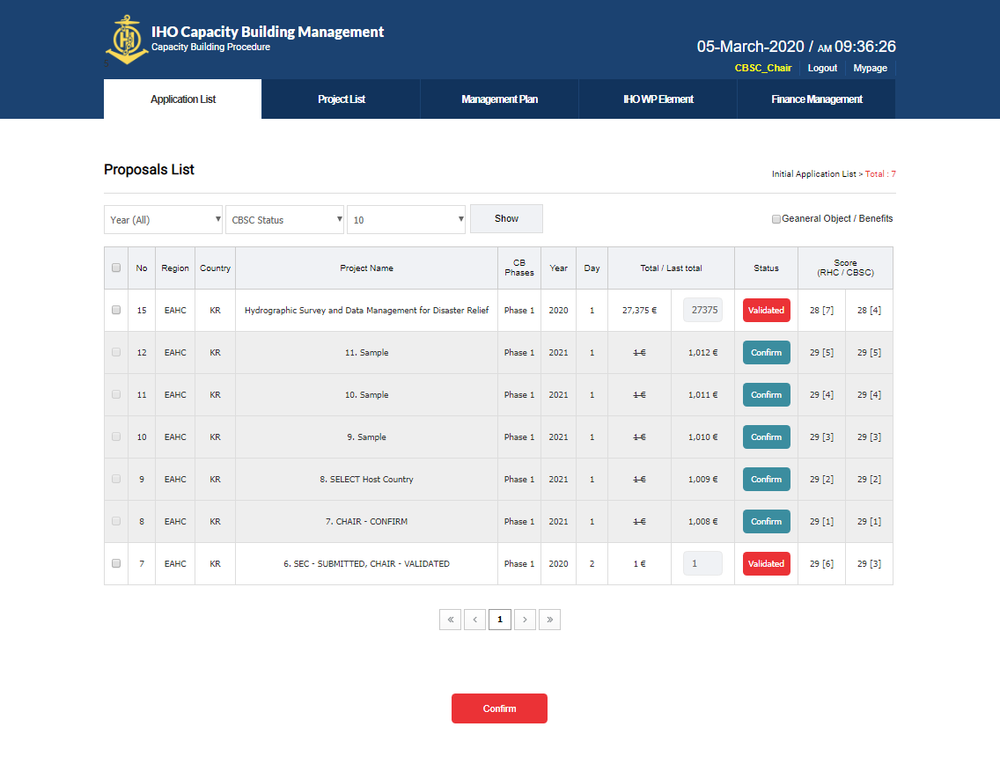 IHO Capacity Building Management
Capacity Building Procedure
05-March-2020 / AM 09:36:26
CBSC_Chair Logout Mypage
Application List Project List Management Plan IHO WP Element Finance Management
Proposals List
Initial Application List > Total : 7
Year (All) CBSC Status 10 Show Geaneral Object / Benefits
No Region Country Project Name CB Phases Year Day Total / Last total Status Score (RHC / CBSC)
15 EAHC KR Hydrographic Survey and Data Management for Disaster Relief Phase 1 2020 1 27,375 € 27375 Validated 28 [7] 28 [4]
12 EAHC KR 11. Sample Phase 1 2021 1 1 € 1,012 € Confirm 29 [5] 29 [5]
11 EAHC KR 10. Sample Phase 1 2021 1 1 € 1,011 € Confirm 29 [4] 29 [4]
10 EAHC KR 9. Sample Phase 1 2021 1 1 € 1,010 € Confirm 29 [3] 29 [3]
9 EAHC KR 8. SELECT Host Country Phase 1 2021 1 1 € 1,009 € Confirm 29 [2] 29 [2]
8 EAHC KR 7. CHAIR - CONFIRM Phase 1 2021 1 1 € 1,008 € Confirm 29 [1] 29 [1]
7 EAHC KR 6. SEC - SUBMITTED, CHAIR - VALIDATED Phase 1 2020 2 1 € 1 Validated 29 [6] 29 [3]
« ‹ 1 › »
Confirm